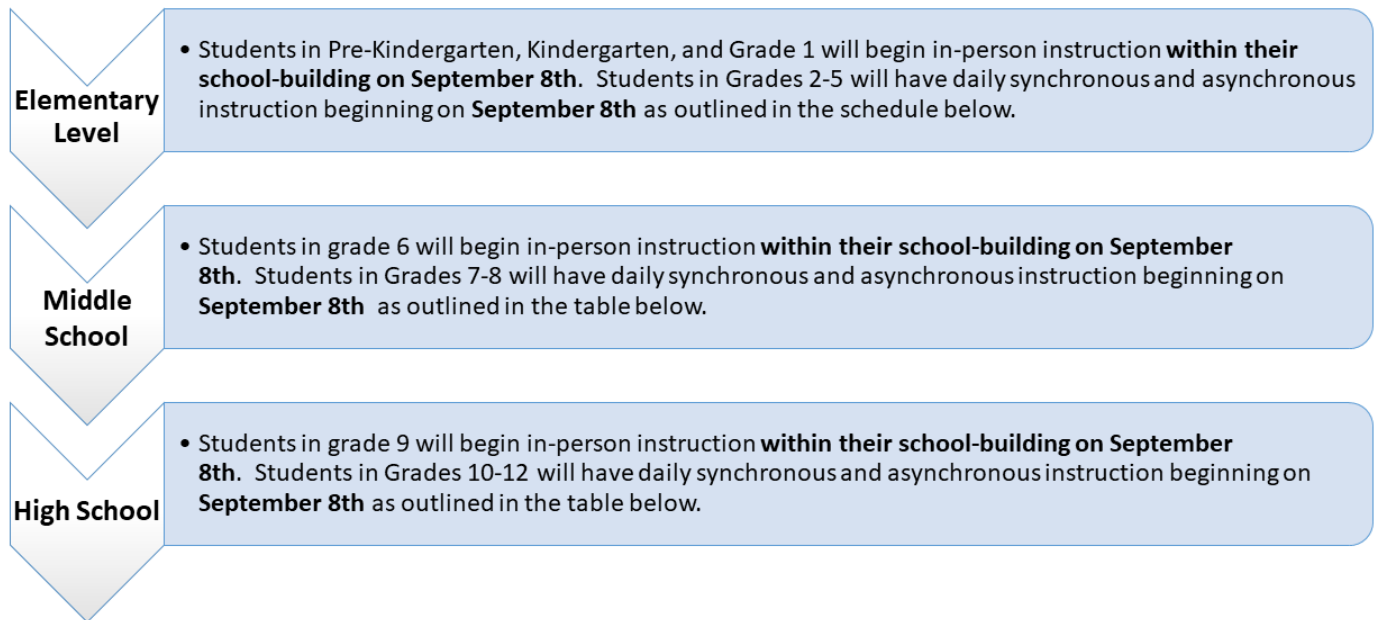 Elementary
Level
• Students in Pre-Kindergarten, Kindergarten, and Grade 1 will begin in-person instruction within their
school-building on September 8th.  Students in Grades 2-5 will have daily synchronous and asynchronous
instruction beginning on September 8th as outlined in the schedule below.
Middle
School
• Students in grade 6 will begin in-person instruction within their school-building on September
8th.  Students in Grades 7-8 will have daily synchronous and asynchronous instruction beginning on
September 8th  as outlined in the table below.
High School
• Students in grade 9 will begin in-person instruction within their school-building on September
8th.  Students in Grades 10-12 will have daily synchronous and asynchronous instruction beginning on
September 8th as outlined in the table below.